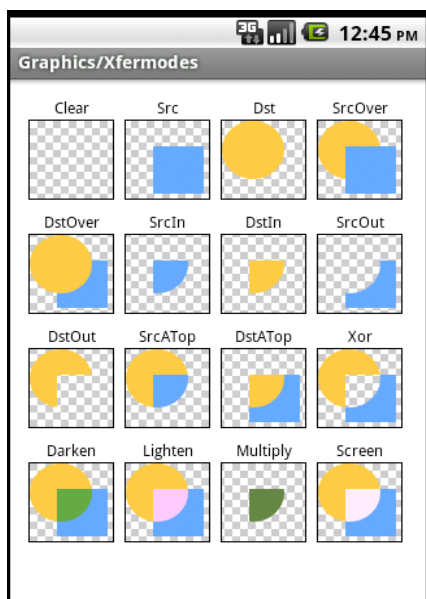 3G 12:45 PM
Graphics/Xfermodes
Clear Src Dst SrcOver
DstOver SrcIn DstIn SrcOut
DstOut SrcATop DstATop Xor
Darken Lighten Multiply Screen